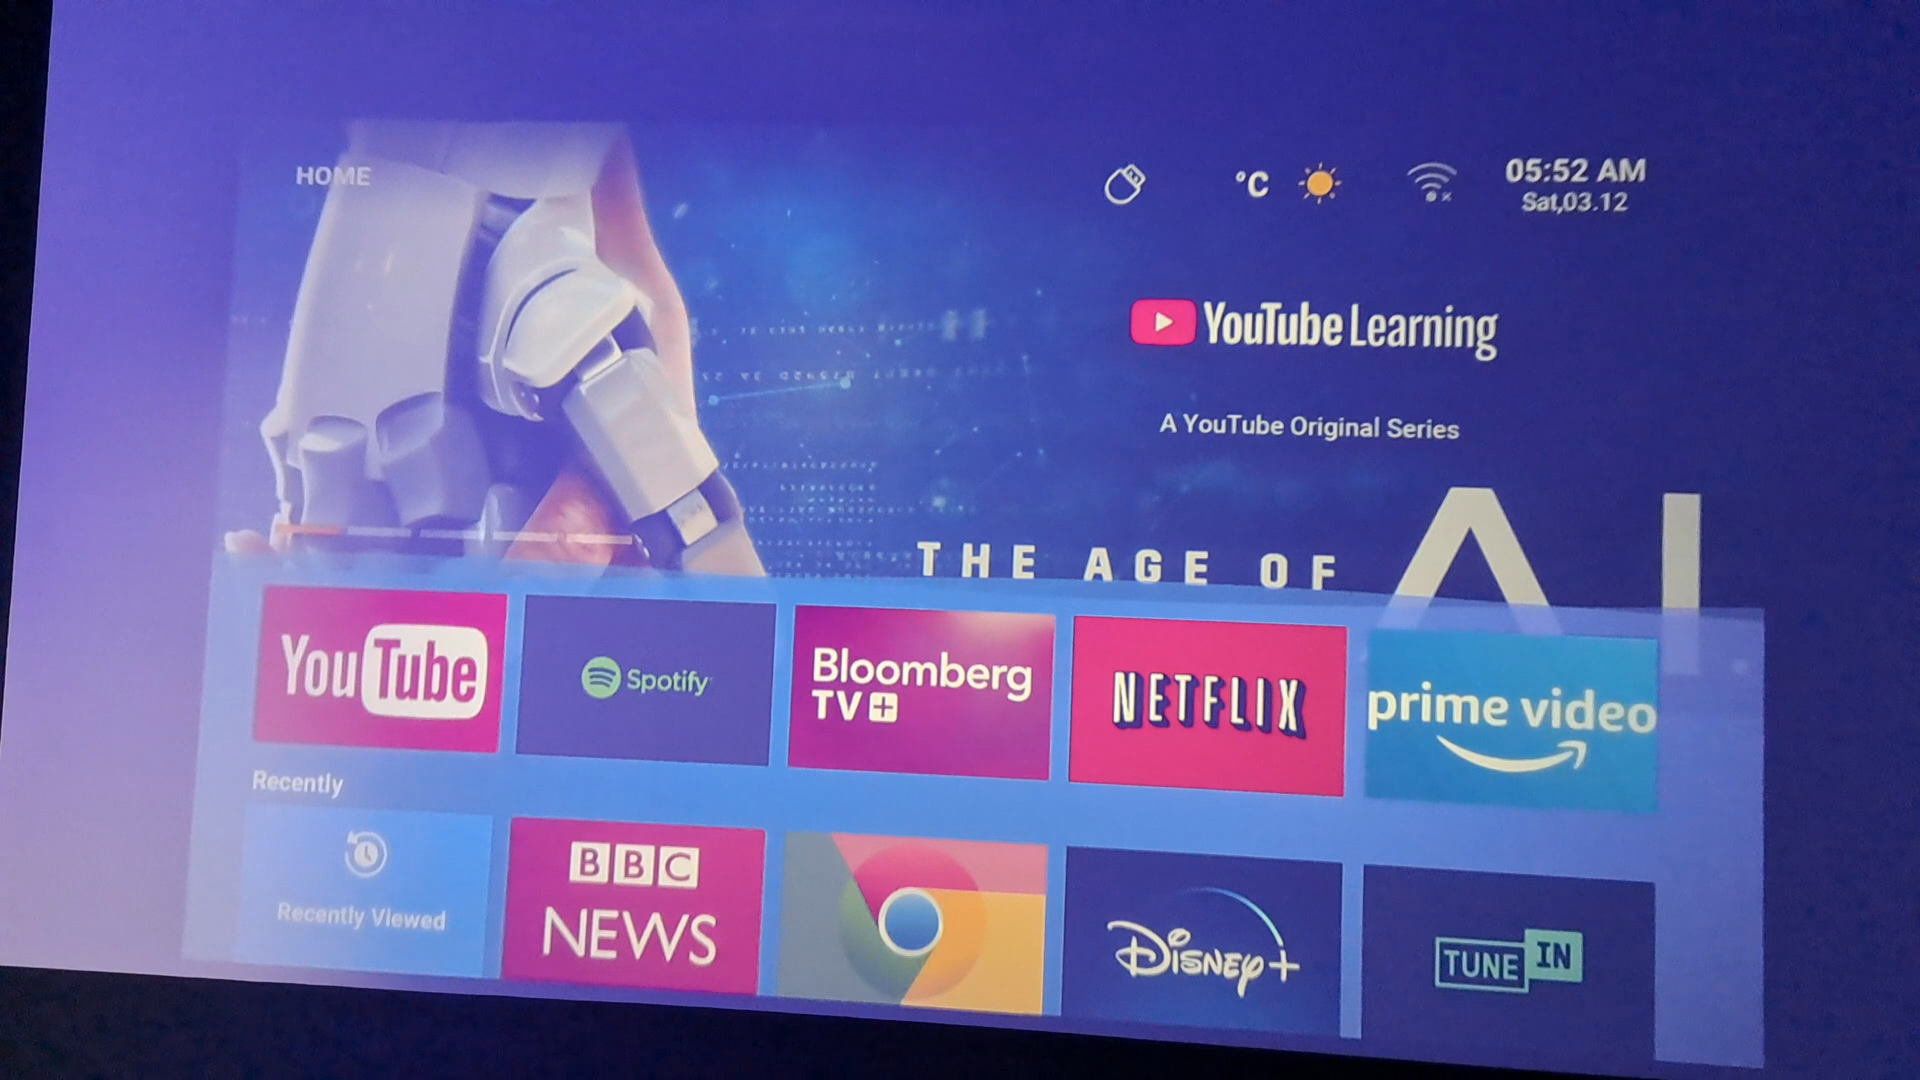 HOME
°C
05:52 AM
Sat,03.12
YouTube Learning
A YouTube Original Series
THE AGE OF AI
YouTube
Spotify
Bloomberg
TV+
NETFLIX
prime video
Recently
Recently Viewed
BBC
NEWS
Disney+
TUNE IN